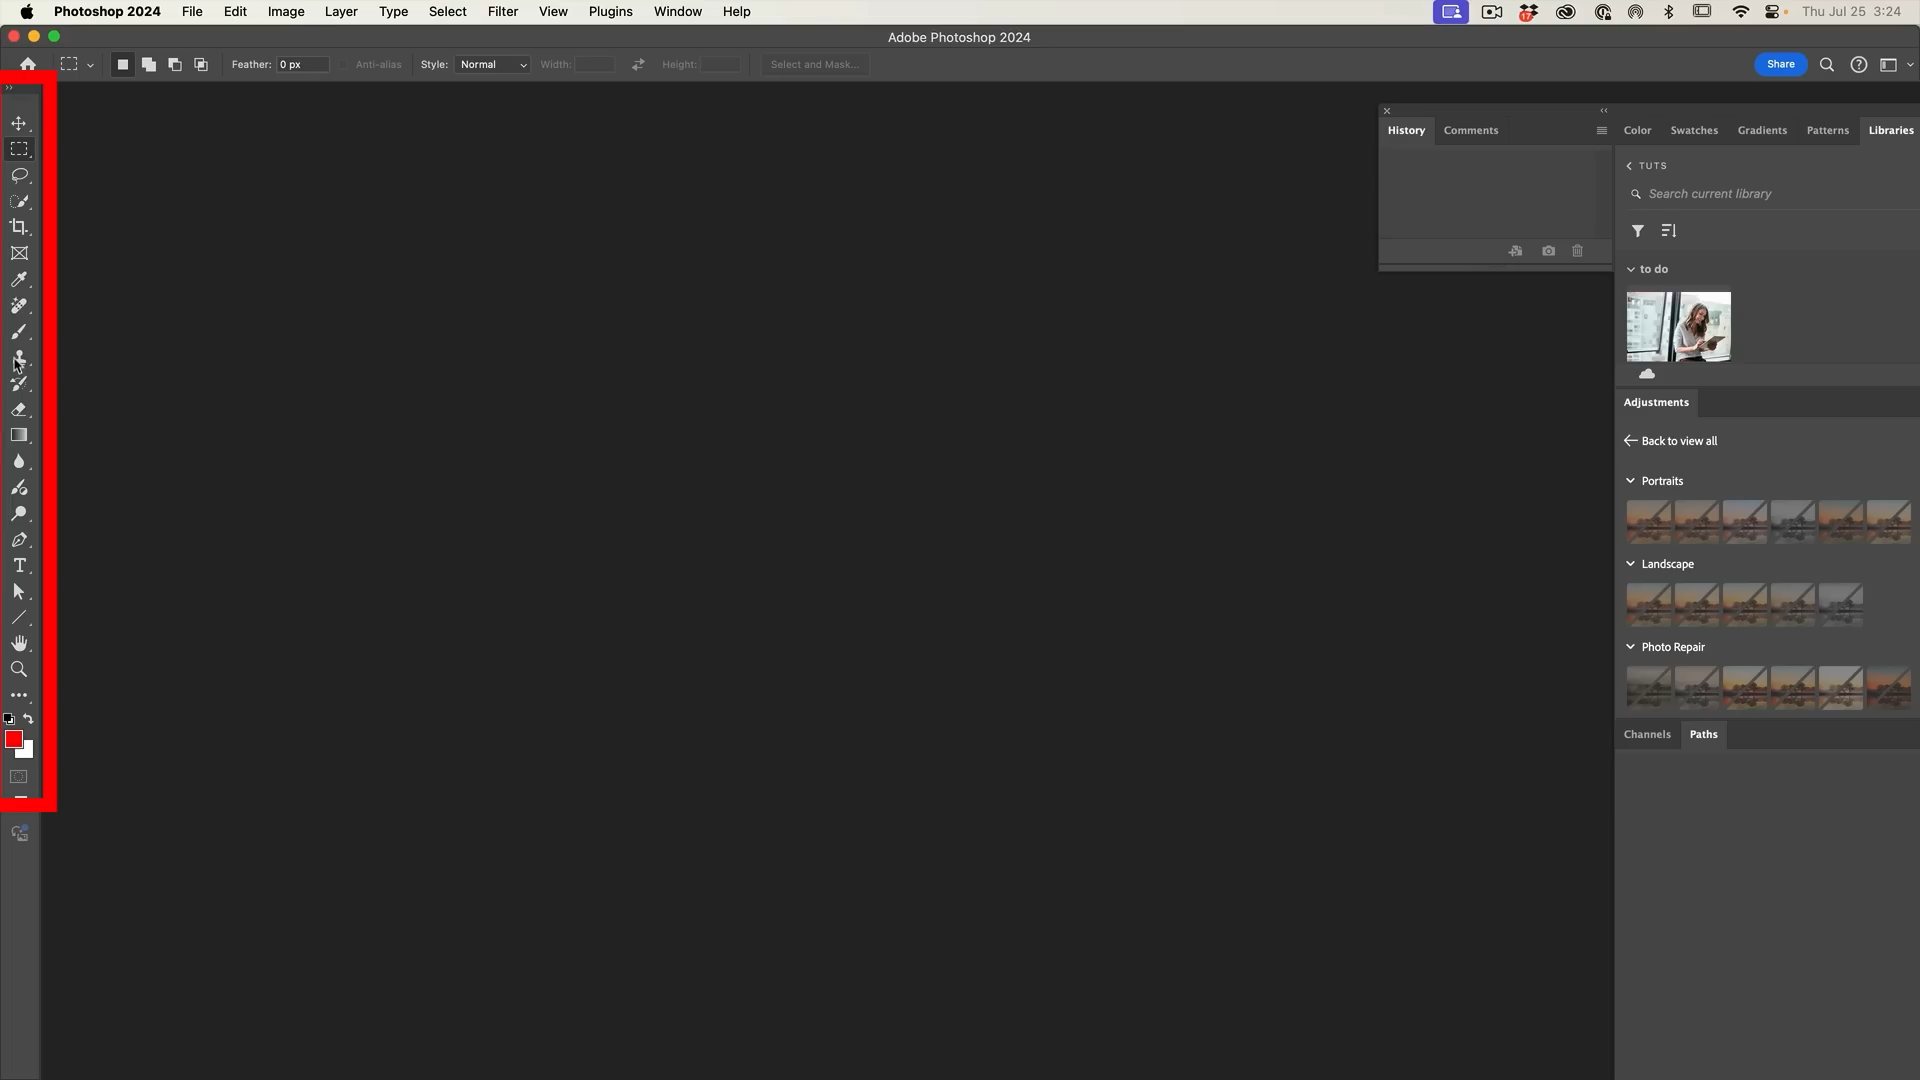 Photoshop 2024 File Edit Image Layer Type Select Filter View Plugins Window Help 17 Thu Jul 25 3:24
Adobe Photoshop 2024
Feather: 0 px Anti-alias Style: Normal Width: Height: Select and Mask... Share
History Comments
Color Swatches Gradients Patterns Libraries
TUTS
Search current library
to do
Adjustments
Back to view all
Portraits
Landscape
Photo Repair
Channels Paths